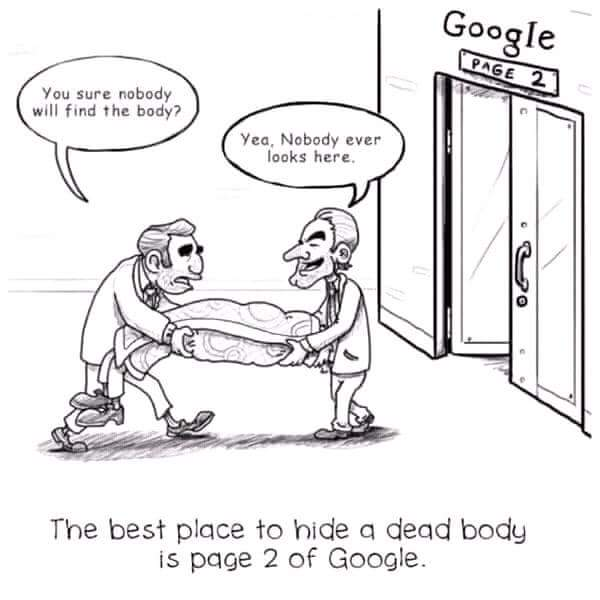 Google
PAGE 2
You sure nobody
will find the body?
Yea, Nobody ever
looks here.
The best place to hide a dead body
is page 2 of Google.